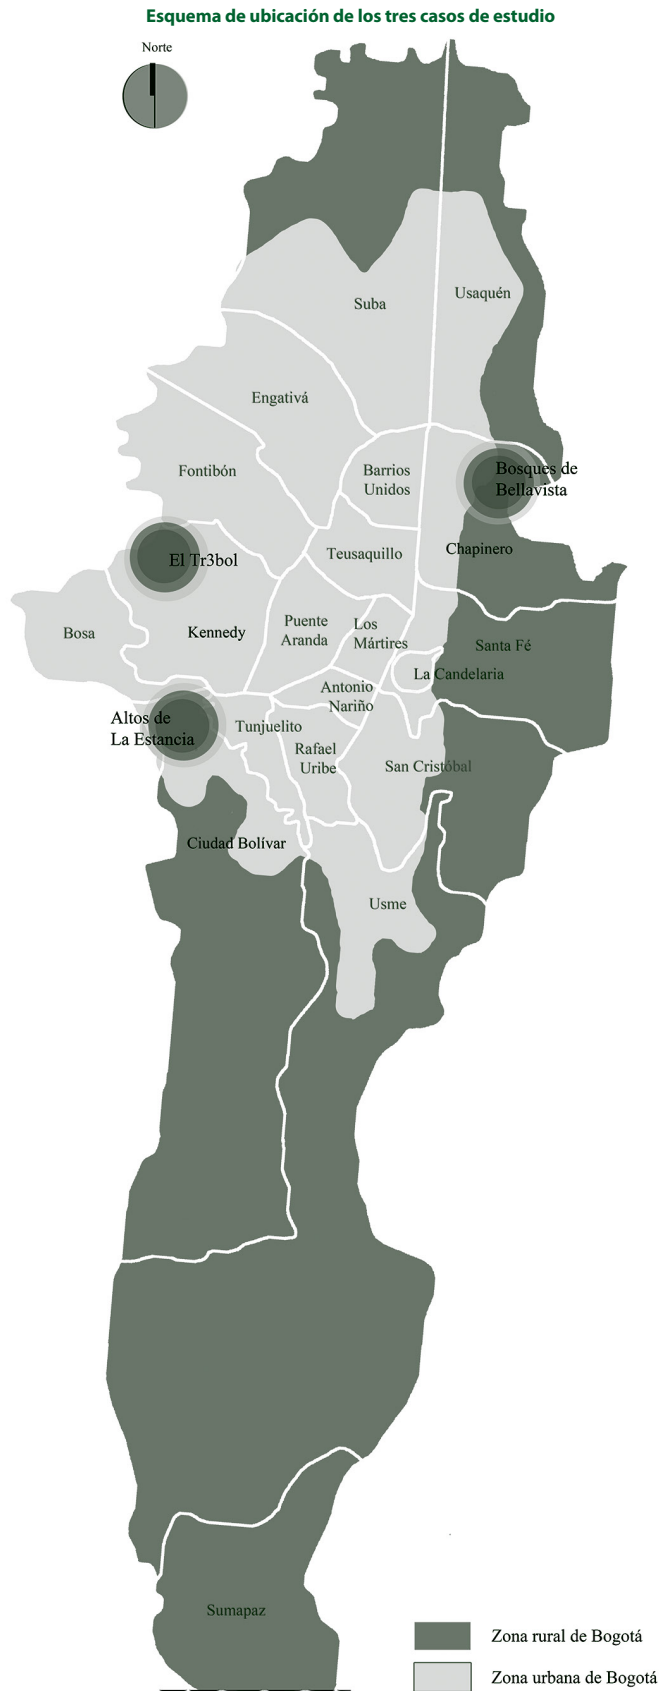 Esquema de ubicación de los tres casos de estudio
Norte
Usaquén
Suba
Engativá
Fontibón
Barrios
Unidos
Bosques de
Bellavista
El Tr3bol
Teusaquillo
Chapinero
Bosa
Kennedy
Puente
Aranda
Los
Mártires
Santa Fé
La Candelaria
Antonio
Nariño
Altos de
La Estancia
Tunjuelito
Rafael
Uribe
San Cristóbal
Ciudad Bolívar
Usme
Sumapaz
Zona rural de Bogotá
Zona urbana de Bogotá